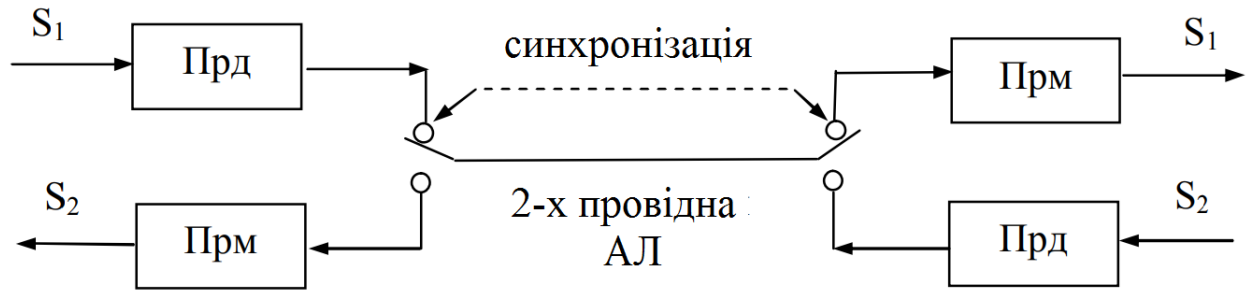 S1
Прд
синхронізація
S1
Прм
S2
Прм
2-х провідна
АЛ
S2
Прд